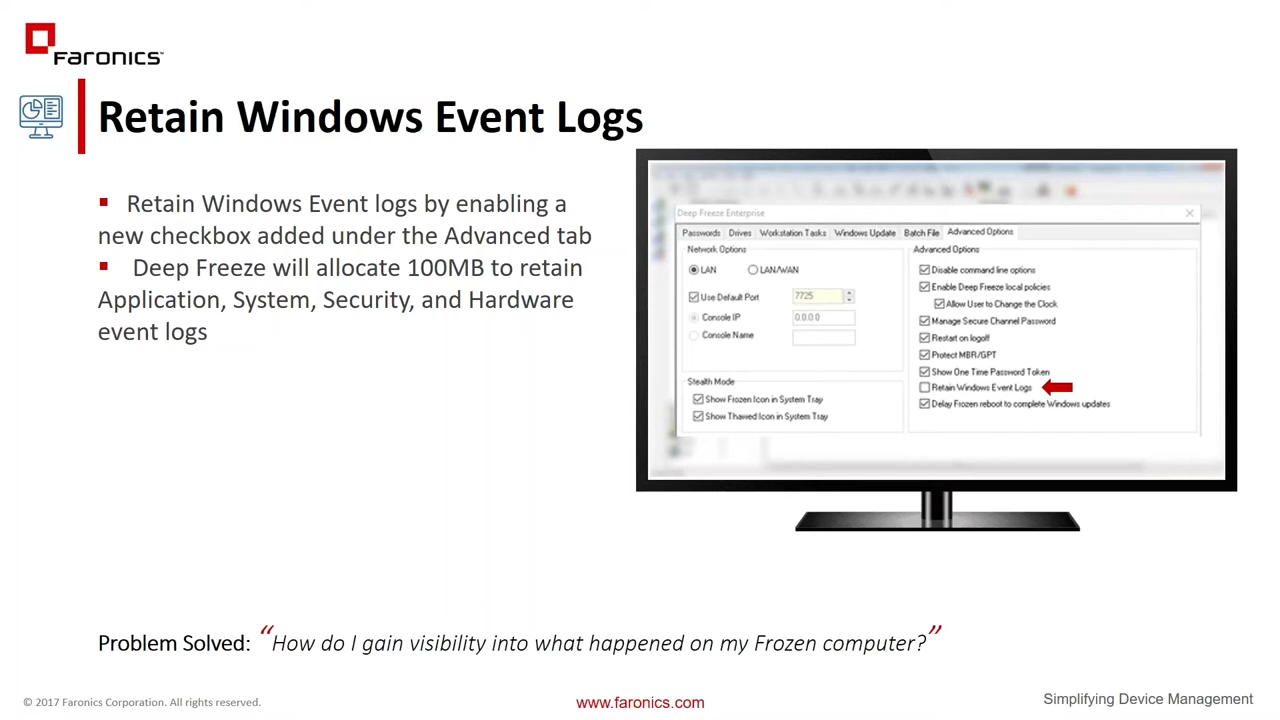 FARONICS
Retain Windows Event Logs
▪ Retain Windows Event logs by enabling a
new checkbox added under the Advanced tab
▪ Deep Freeze will allocate 100MB to retain
Application, System, Security, and Hardware
event logs
Deep Freeze Enterprise
Passwords Drives Workstation Tasks Windows Update Batch File Advanced Options
Network Options
LAN LAN/WAN
Use Default Port 7725
Console IP 0.0.0.0
Console Name
Stealth Mode
Show Frozen Icon in System Tray
Show Thawed Icon in System Tray
Advanced Options
Disable command line options
Enable Deep Freeze local policies
Allow User to Change the Clock
Manage Secure Channel Password
Restart on logoff
Protect MBR/GPT
Show One Time Password Token
Retain Windows Event Logs
Delay Frozen reboot to complete Windows updates
Problem Solved: “How do I gain visibility into what happened on my Frozen computer?”
© 2017 Faronics Corporation. All rights reserved.
www.faronics.com
Simplifying Device Management